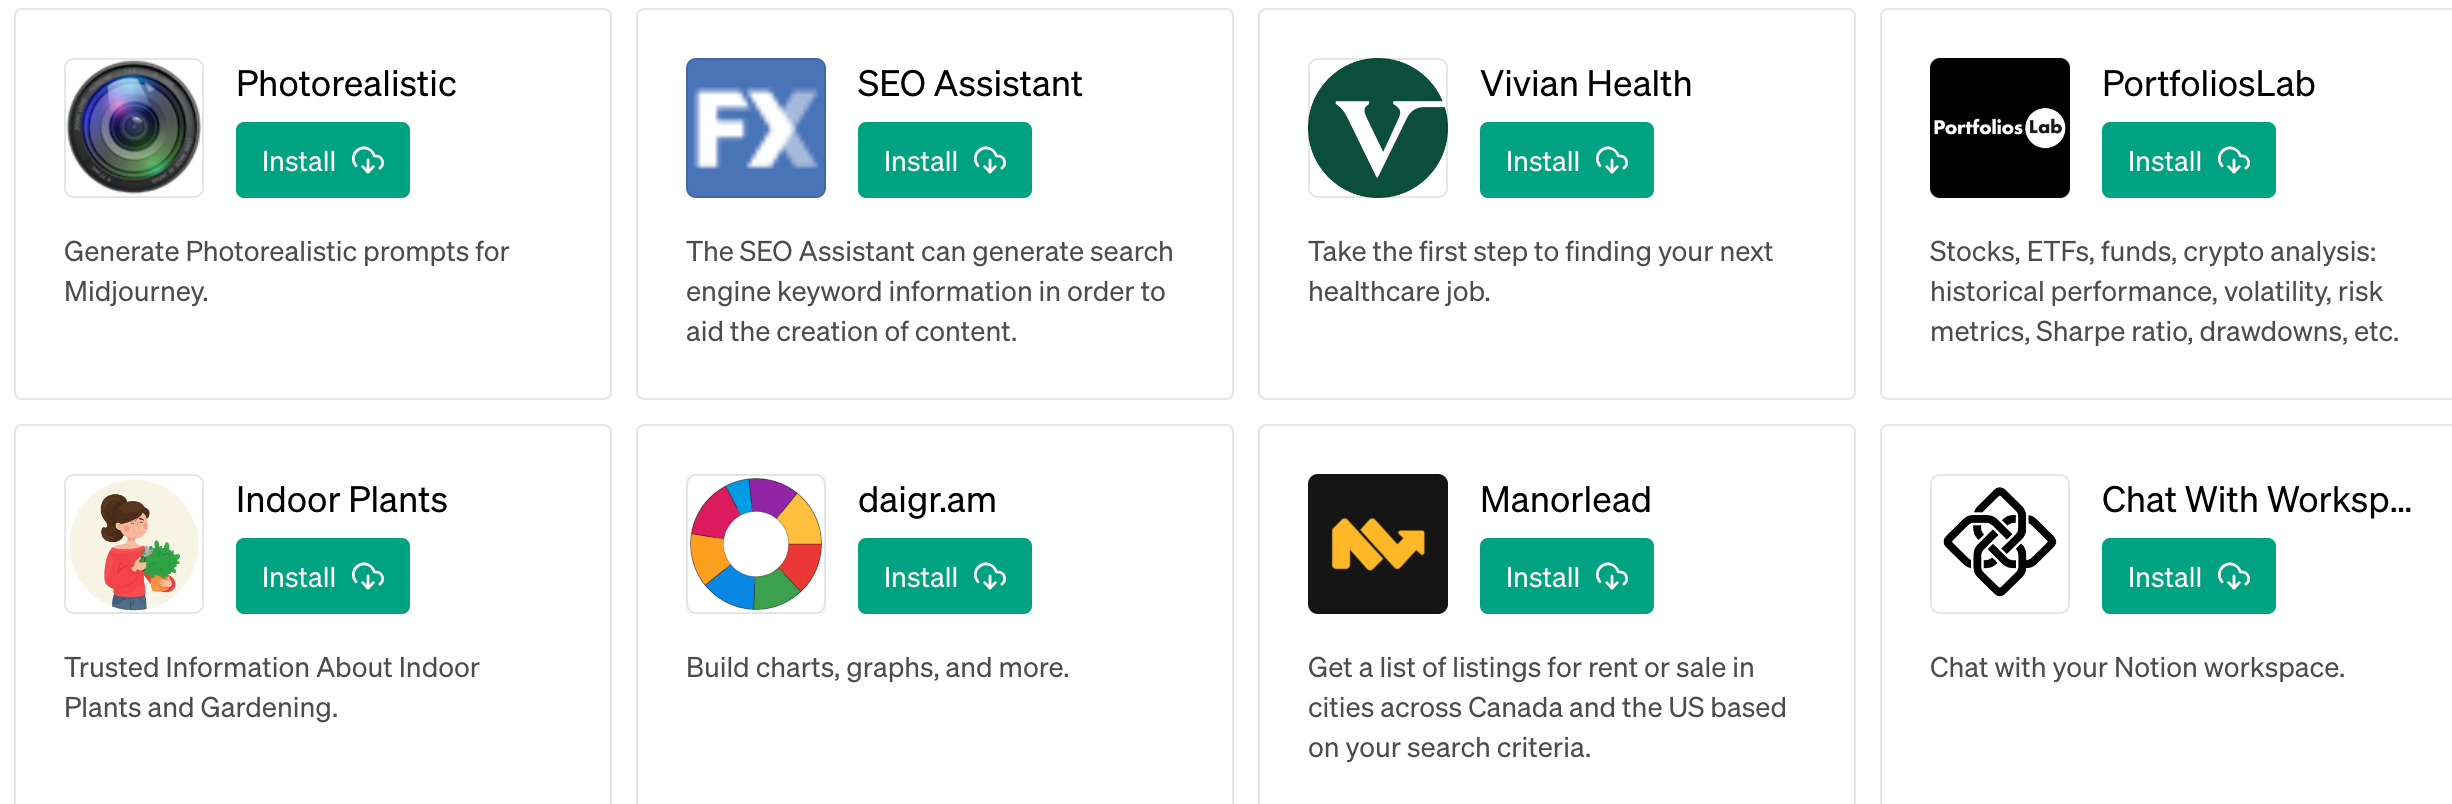 Photorealistic
Install
Generate Photorealistic prompts for
Midjourney.
FX
SEO Assistant
Install
The SEO Assistant can generate search
engine keyword information in order to
aid the creation of content.
V
Vivian Health
Install
Take the first step to finding your next
healthcare job.
Portfolios Lab
PortfoliosLab
Install
Stocks, ETFs, funds, crypto analysis:
historical performance, volatility, risk
metrics, Sharpe ratio, drawdowns, etc.
Indoor Plants
Install
Trusted Information About Indoor
Plants and Gardening.
daigr.am
Install
Build charts, graphs, and more.
Manorlead
Install
Get a list of listings for rent or sale in
cities across Canada and the US based
on your search criteria.
Chat With Worksp...
Install
Chat with your Notion workspace.